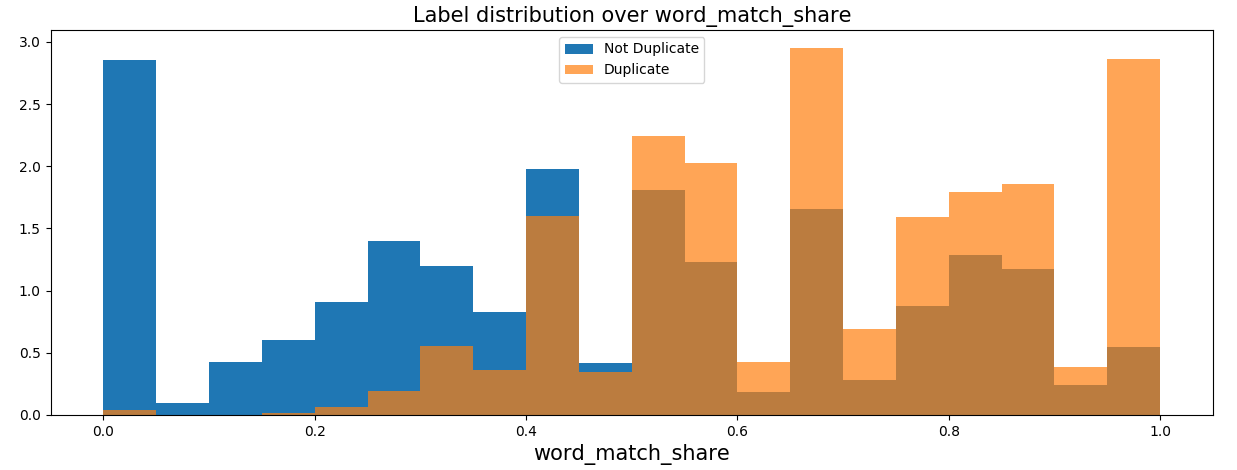 Label distribution over word_match_share
Not Duplicate
Duplicate
3.0
2.5
2.0
1.5
1.0
0.5
0.0
0.0 0.2 0.4 0.6 0.8 1.0
word_match_share